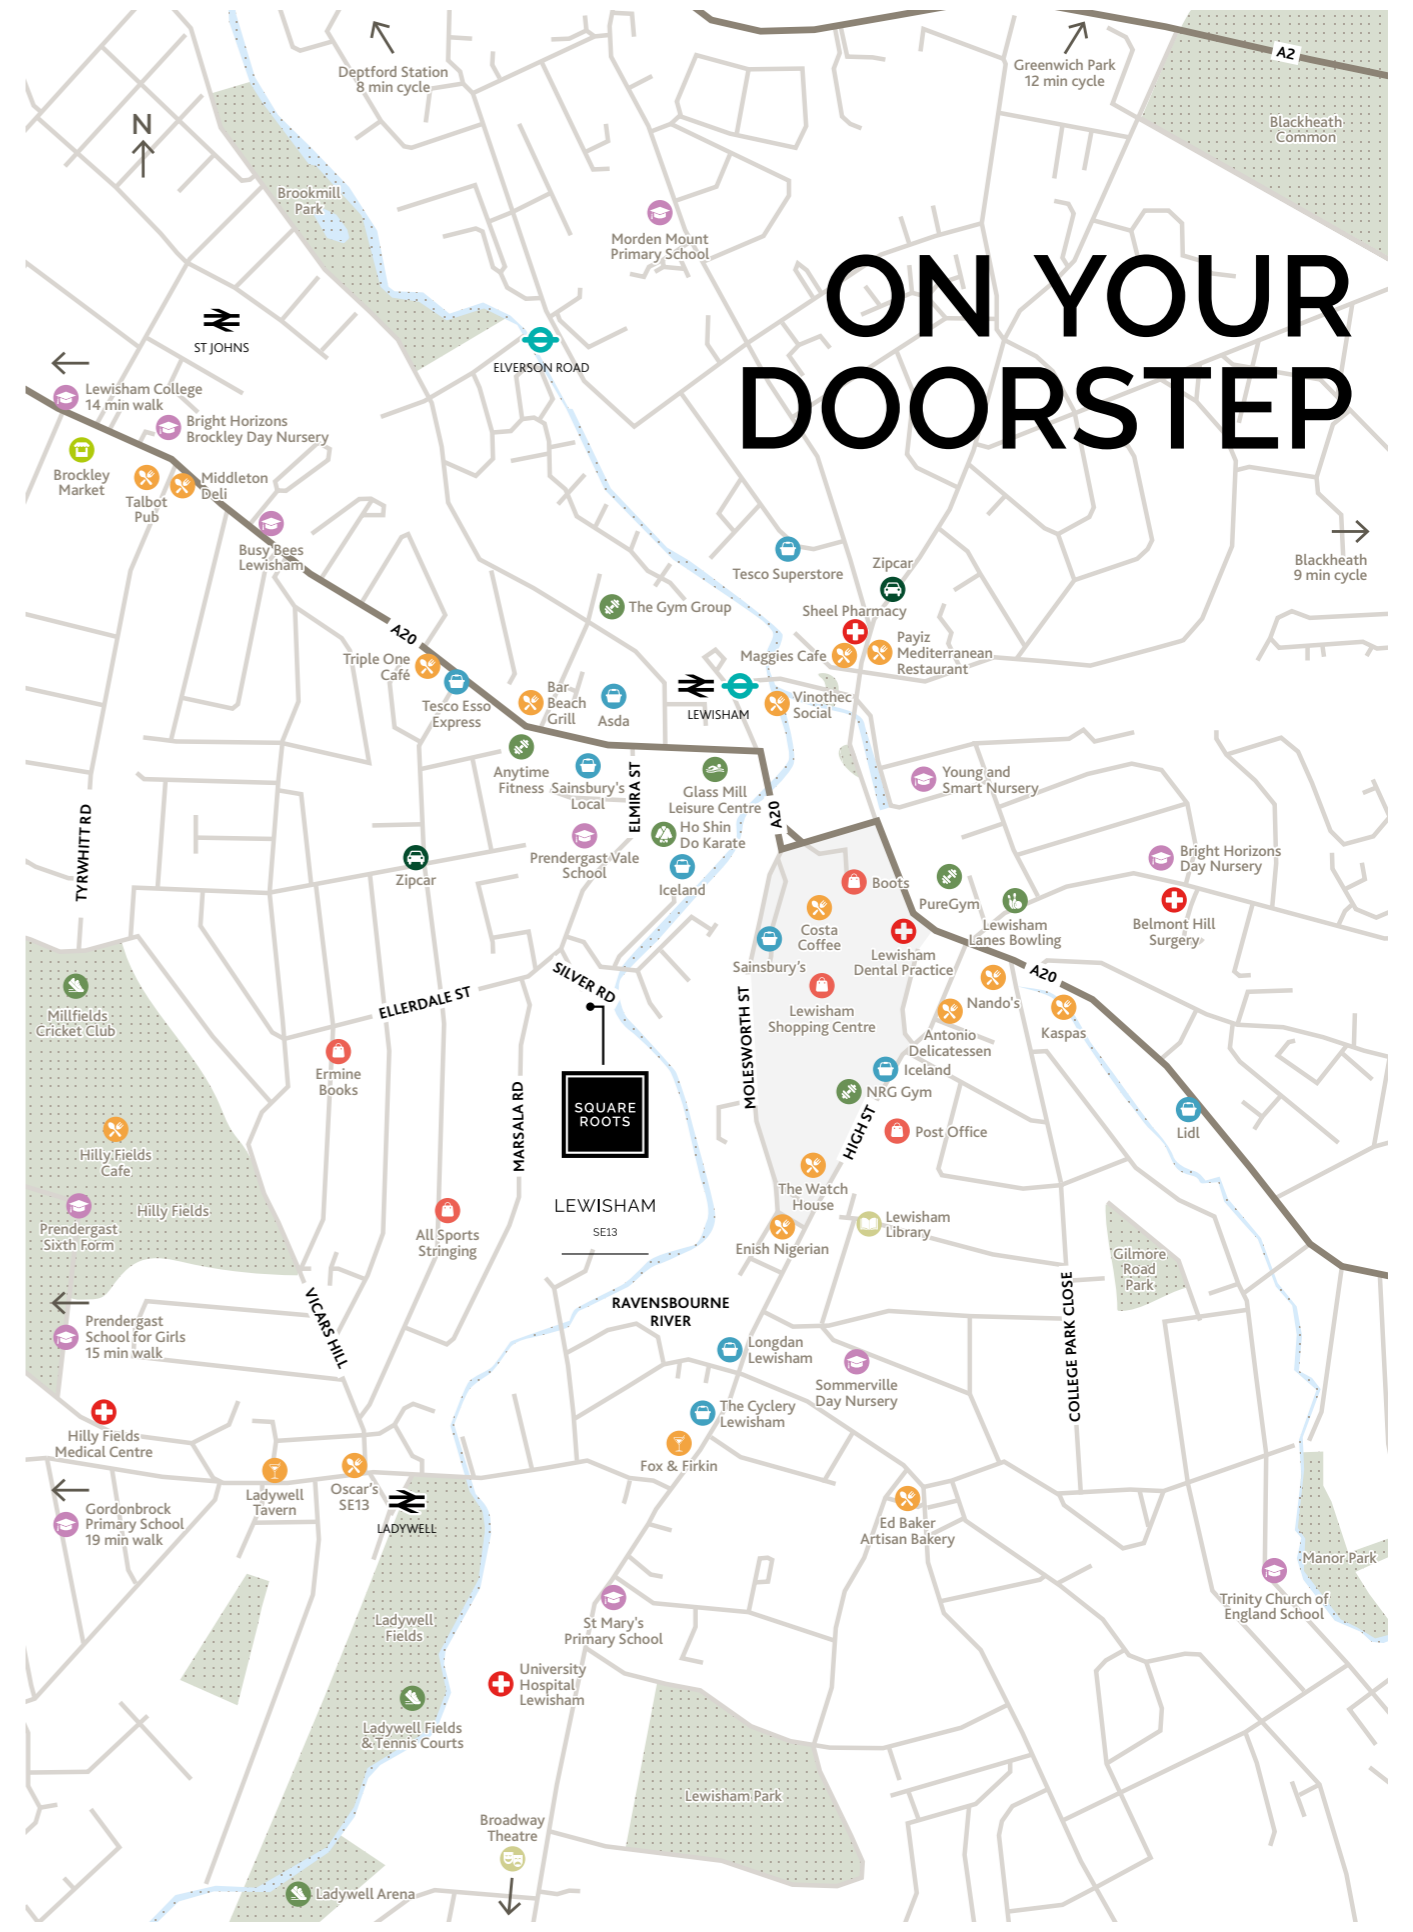 A2
Deptford Station
8 min cycle
Greenwich Park
12 min cycle
Blackheath
Common
N
Brookmill
Park
Morden Mount
Primary School
ON YOUR
DOORSTEP
ST JOHNS
ELVERSON ROAD
Lewisham College
14 min walk
Bright Horizons
Brockley Day Nursery
Brockley
Market
Talbot
Pub
Middleton
Deli
Busy Bees
Lewisham
Tesco Superstore
Zipcar
Blackheath
9 min cycle
The Gym Group
Sheel Pharmacy
A20
Triple One
Café
Maggies Cafe
Payiz
Mediterranean
Restaurant
Tesco Esso
Express
Bar
Beach
Grill
Asda
LEWISHAM
Vinothec
Social
Anytime
Fitness
Sainsbury's
Local
ELMIRA ST
Glass Mill
Leisure Centre
A20
Young and
Smart Nursery
TYRWHITT RD
Zipcar
Prendergast Vale
School
Ho Shin
Do Karate
Iceland
Boots
PureGym
Bright Horizons
Day Nursery
Costa
Coffee
Lewisham
Lanes Bowling
Belmont Hill
Surgery
Sainsbury's
Lewisham
Dental Practice
A20
SILVER RD
Millfields
Cricket Club
ELLERDALE ST
Lewisham
Shopping Centre
Nando's
Antonio
Delicatessen
Kaspas
MOLESWORTH ST
Ermine
Books
Iceland
NRG Gym
SQUARE
ROOTS
MARSALA RD
HIGH ST
Post Office
Lidl
Hilly Fields
Cafe
The Watch
House
Prendergast
Sixth Form
Hilly Fields
LEWISHAM
SE13
All Sports
Stringing
Enish Nigerian
Lewisham
Library
Gilmore
Road
Park
VICARS HILL
RAVENSBOURNE
RIVER
COLLEGE PARK CLOSE
Prendergast
School for Girls
15 min walk
Longdan
Lewisham
Sommerville
Day Nursery
Hilly Fields
Medical Centre
The Cyclery
Lewisham
Fox & Firkin
Ladywell
Tavern
Oscar's
SE13
LADYWELL
Gordonbrock
Primary School
19 min walk
Ed Baker
Artisan Bakery
Manor Park
Trinity Church of
England School
Ladywell
Fields
St Mary's
Primary School
University
Hospital
Lewisham
Ladywell Fields
& Tennis Courts
Lewisham Park
Broadway
Theatre
Ladywell Arena